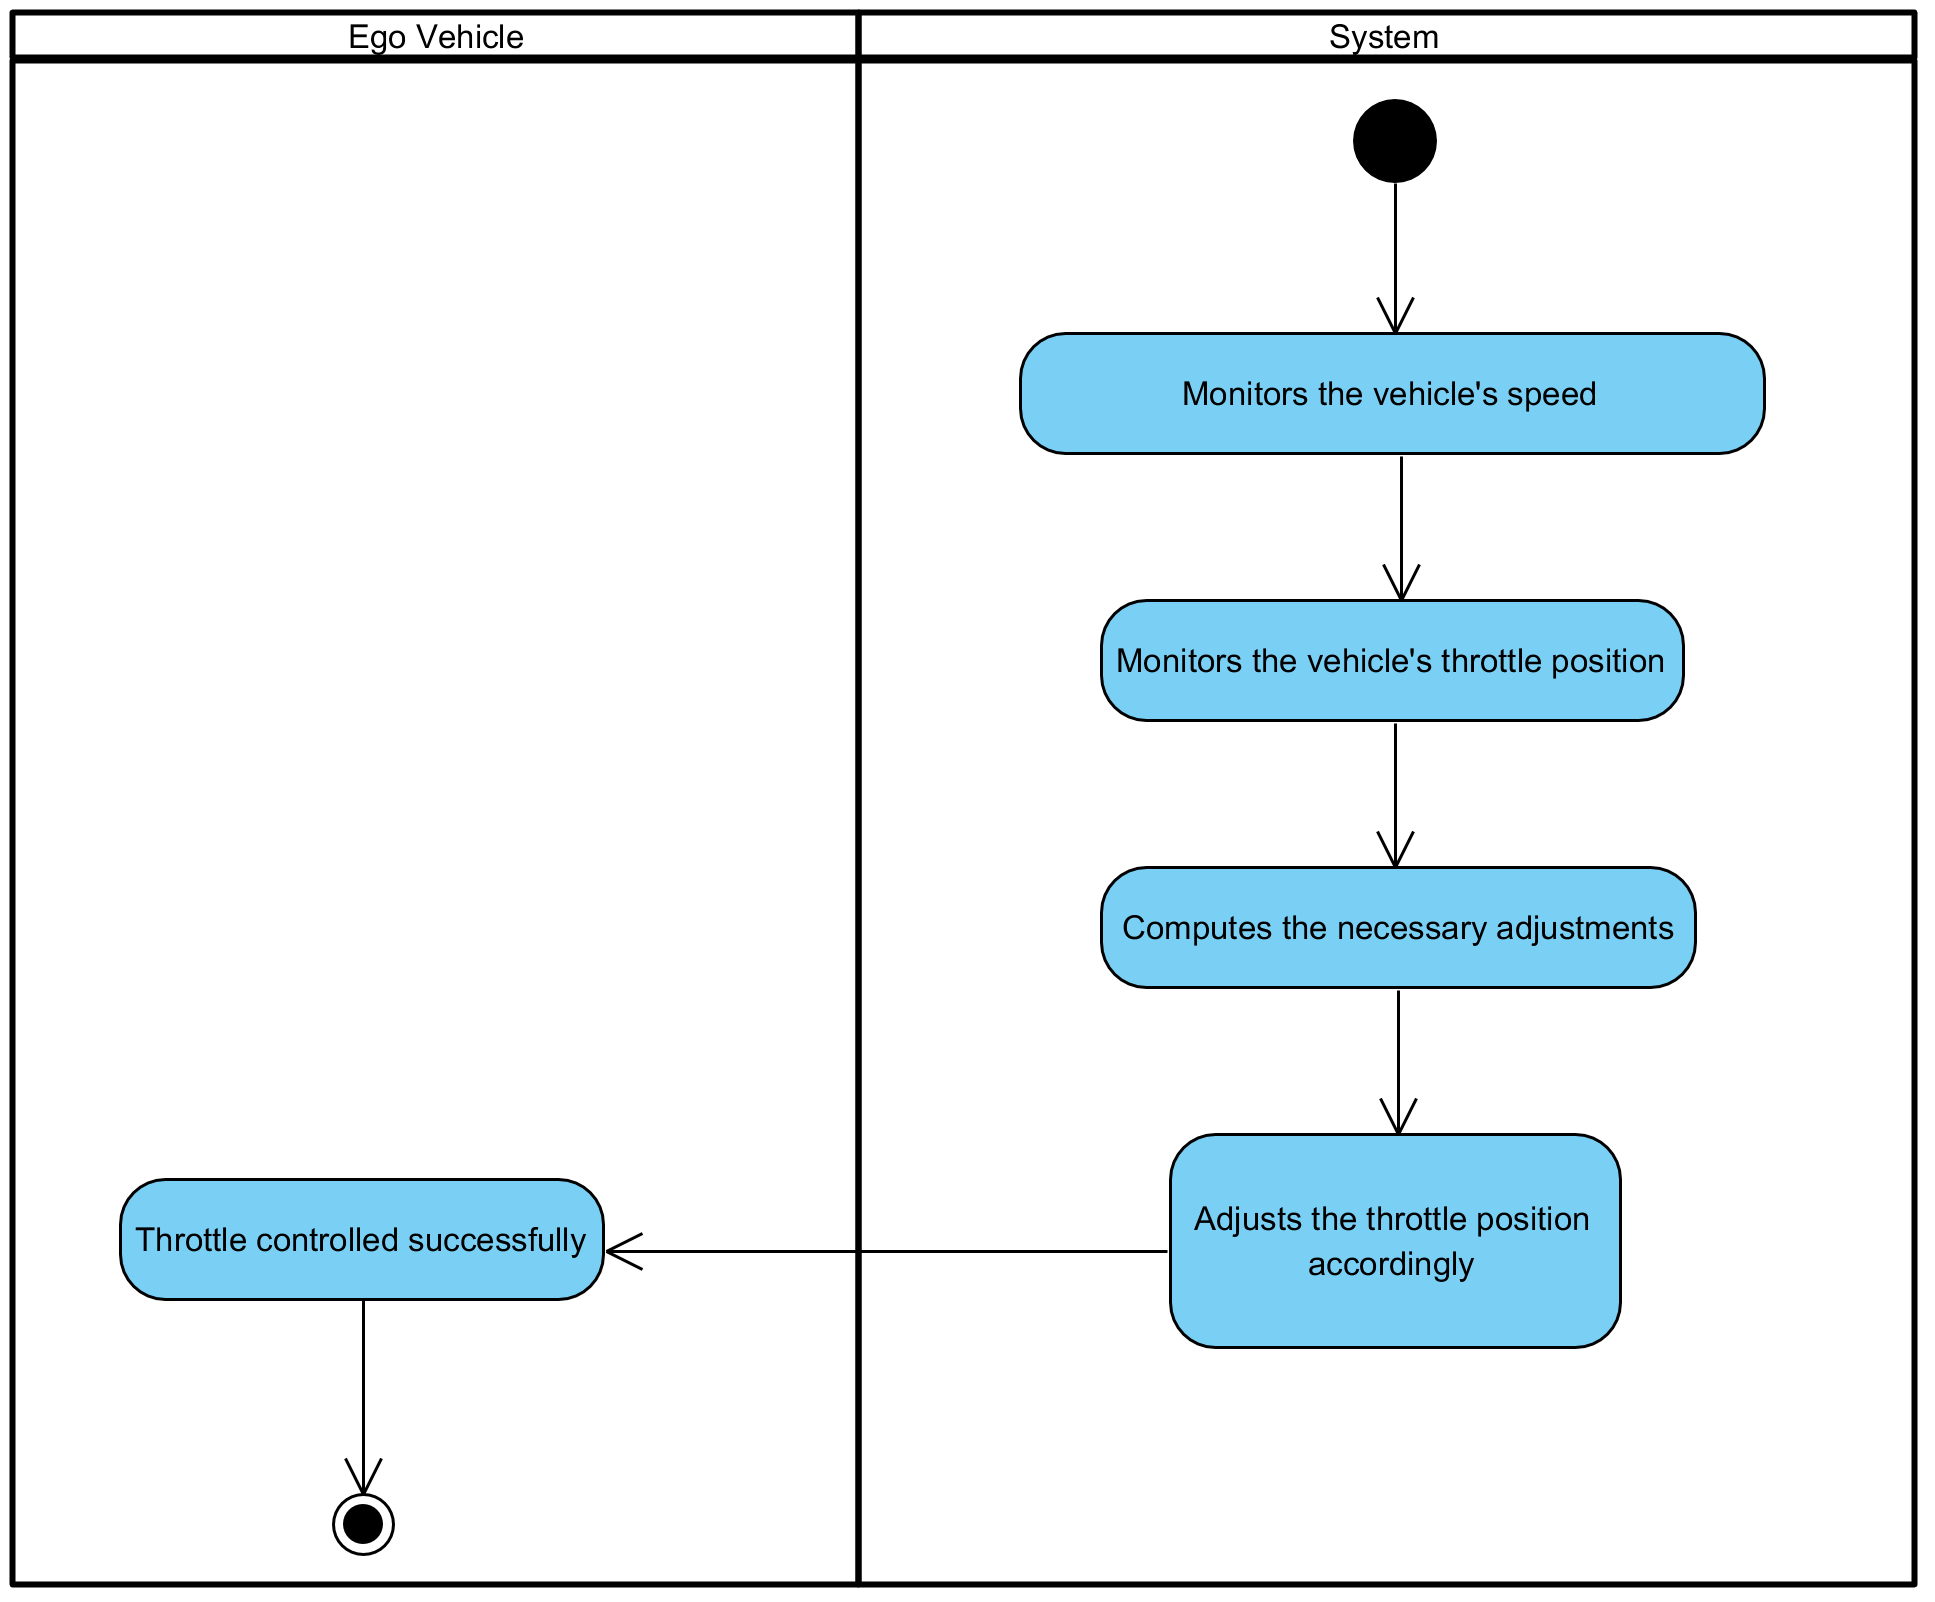 Ego Vehicle
System
Monitors the vehicle's speed
Monitors the vehicle's throttle position
Computes the necessary adjustments
Adjusts the throttle position
accordingly
Throttle controlled successfully